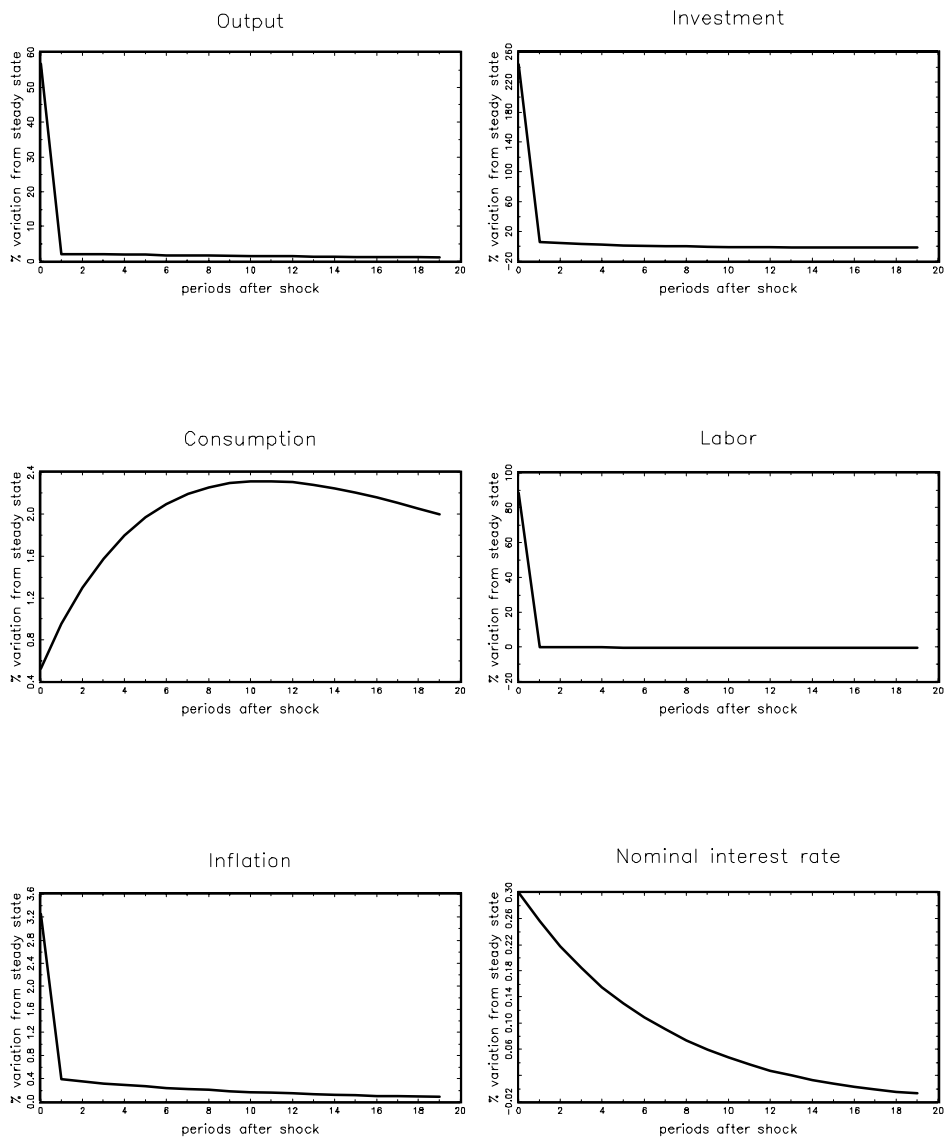 Output
% variation from steady state
0 10 20 30 40 50 60
0 2 4 6 8 10 12 14 16 18 20
periods after shock
Investment
% variation from steady state
-20 20 60 100 140 180 220 260
0 2 4 6 8 10 12 14 16 18 20
periods after shock
Consumption
% variation from steady state
0.4 0.8 1.2 1.6 2.0 2.4
0 2 4 6 8 10 12 14 16 18 20
periods after shock
Labor
% variation from steady state
-20 0 20 40 60 80 100
0 2 4 6 8 10 12 14 16 18 20
periods after shock
Inflation
% variation from steady state
0.0 0.4 0.8 1.2 1.6 2.0 2.4 2.8 3.2 3.6
0 2 4 6 8 10 12 14 16 18 20
periods after shock
Nominal interest rate
% variation from steady state
-0.02 0.06 0.10 0.14 0.18 0.22 0.26 0.30
0 2 4 6 8 10 12 14 16 18 20
periods after shock